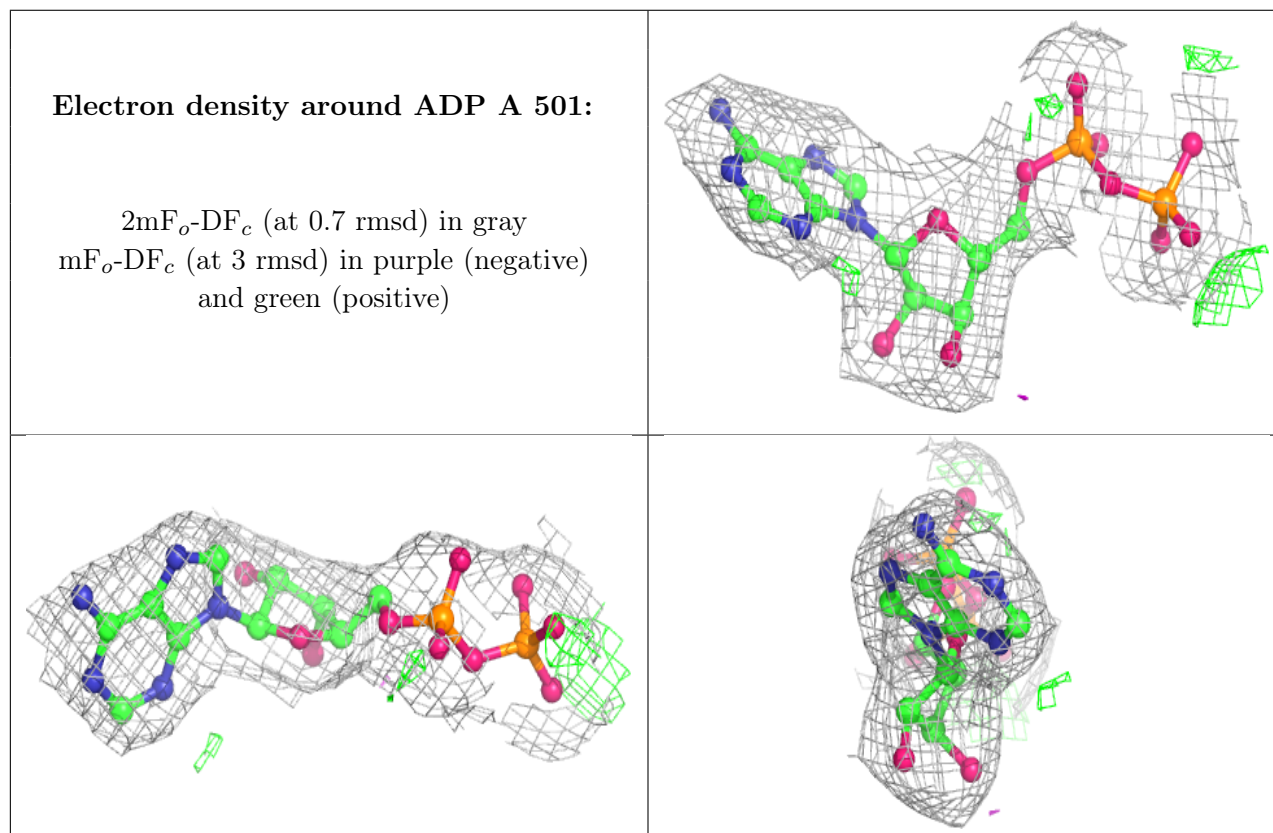 Electron density around ADP A 501:
2mFo-DFc (at 0.7 rmsd) in gray
mFo-DFc (at 3 rmsd) in purple (negative)
and green (positive)